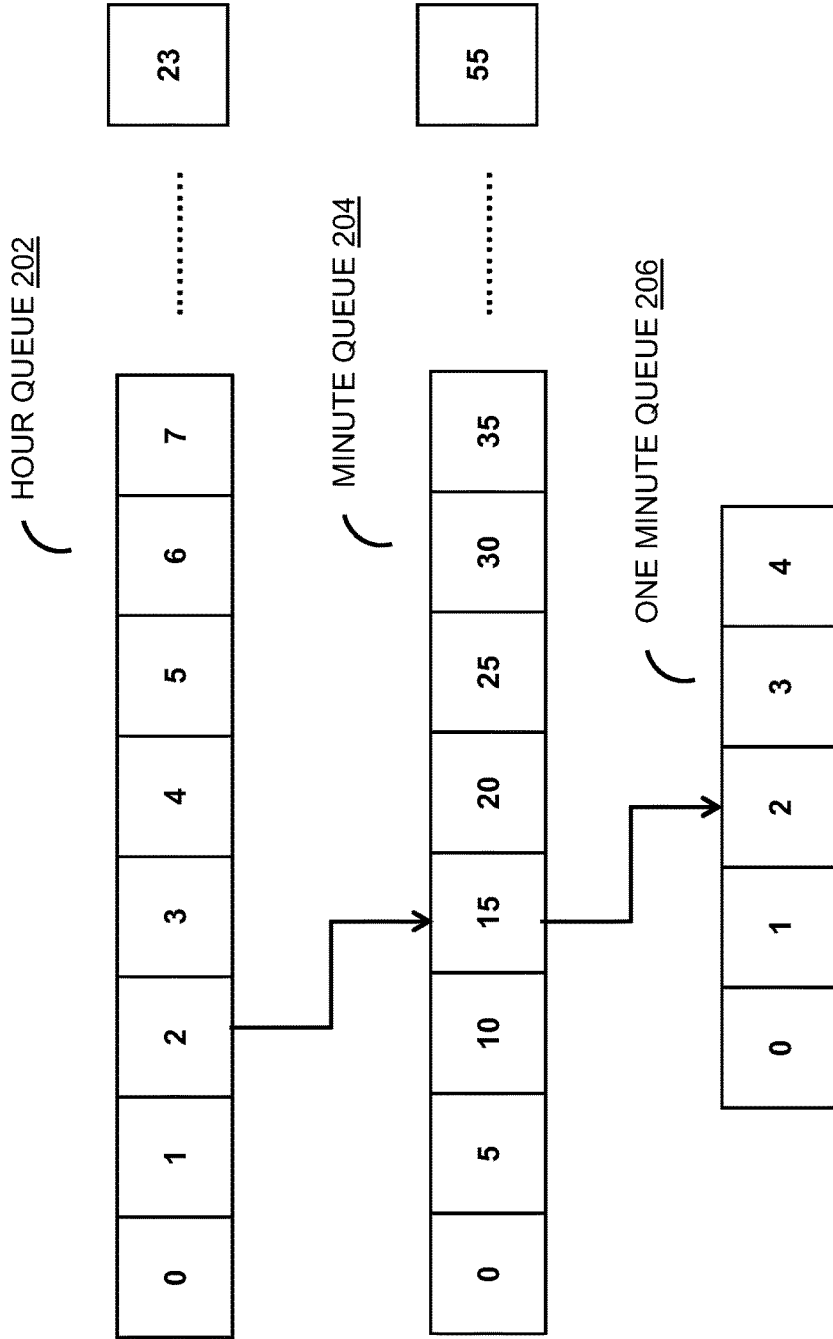 HOUR QUEUE 202
0 1 2 3 4 5 6 7 .......... 23
MINUTE QUEUE 204
0 5 10 15 20 25 30 35 .......... 55
ONE MINUTE QUEUE 206
0 1 2 3 4